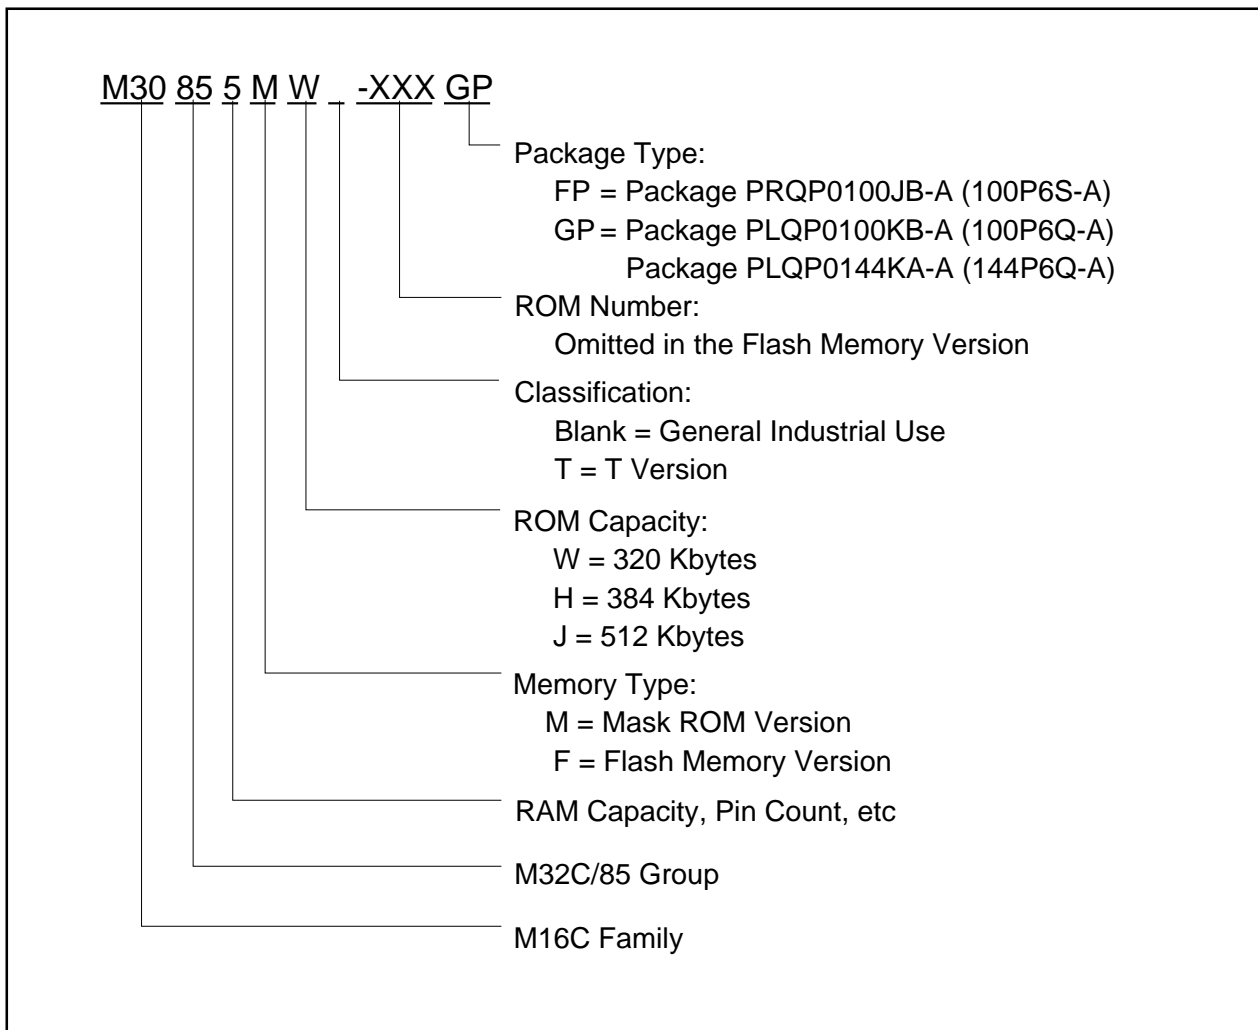 M30 85 5 M W _ -XXX GP
Package Type:
FP = Package PRQP0100JB-A (100P6S-A)
GP = Package PLQP0100KB-A (100P6Q-A)
Package PLQP0144KA-A (144P6Q-A)
ROM Number:
Omitted in the Flash Memory Version
Classification:
Blank = General Industrial Use
T = T Version
ROM Capacity:
W = 320 Kbytes
H = 384 Kbytes
J = 512 Kbytes
Memory Type:
M = Mask ROM Version
F = Flash Memory Version
RAM Capacity, Pin Count, etc
M32C/85 Group
M16C Family